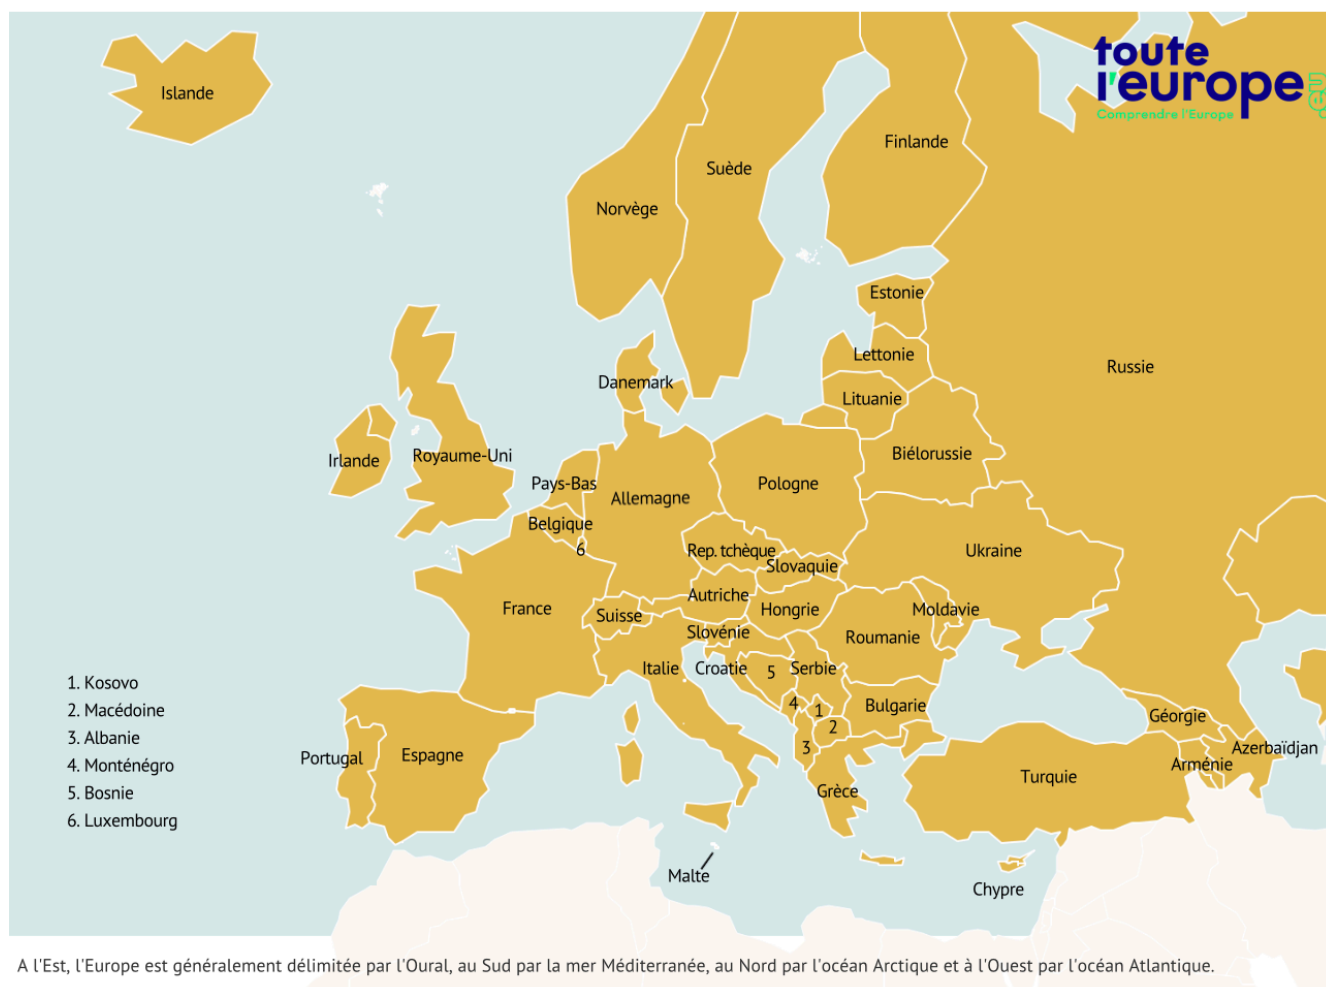 toute
l'europe
eu
Comprendre l'Europe
Islande
Finlande
Suède
Norvège
Estonie
Lettonie
Russie
Danemark
Lituanie
Biélorussie
Irlande
Royaume-Uni
Pays-Bas
Allemagne
Pologne
Belgique
6
Rep. tchèque
Ukraine
Slovaquie
Autriche
France
Suisse
Hongrie
Moldavie
Slovénie
Roumanie
Italie
Croatie
5
Serbie
1. Kosovo
2. Macédoine
3. Albanie
4. Monténégro
5. Bosnie
6. Luxembourg
4
1
Bulgarie
2
3
Géorgie
Azerbaïdjan
Arménie
Portugal
Espagne
Turquie
Grèce
Malte
Chypre
A l'Est, l'Europe est généralement délimitée par l'Oural, au Sud par la mer Méditerranée, au Nord par l'océan Arctique et à l'Ouest par l'océan Atlantique.